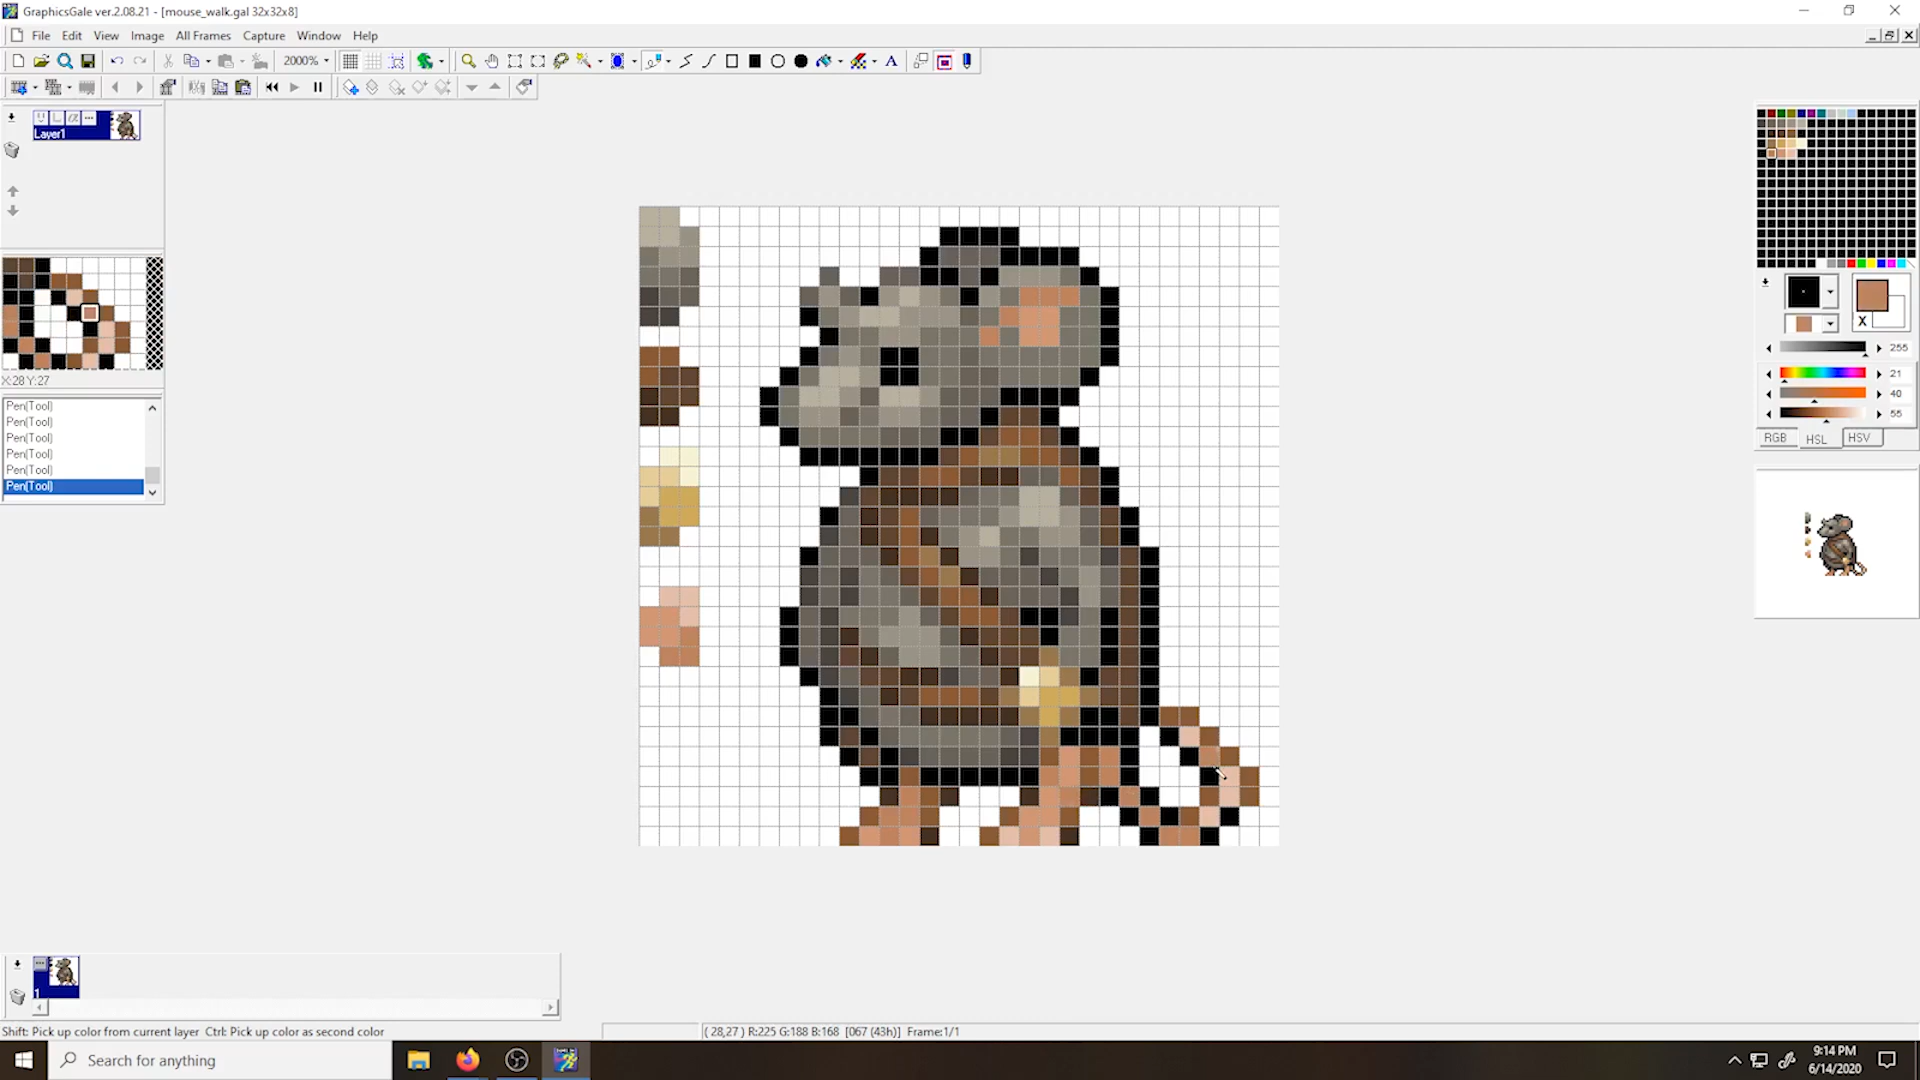 GraphicsGale ver.2.08.21 - [mouse_walk.gal 32x32x8]
File Edit View Image All Frames Capture Window Help
2000%
A
Layer1
X:28 Y:27
Pen(Tool)
Pen(Tool)
Pen(Tool)
Pen(Tool)
Pen(Tool)
Pen(Tool)
X
255
21
40
55
RGB HSL HSV
1
Shift: Pick up color from current layer Ctrl: Pick up color as second color
( 28,27 ) R:225 G:188 B:168 [067 (43h)] Frame:1/1
Search for anything
9:14 PM
6/14/2020